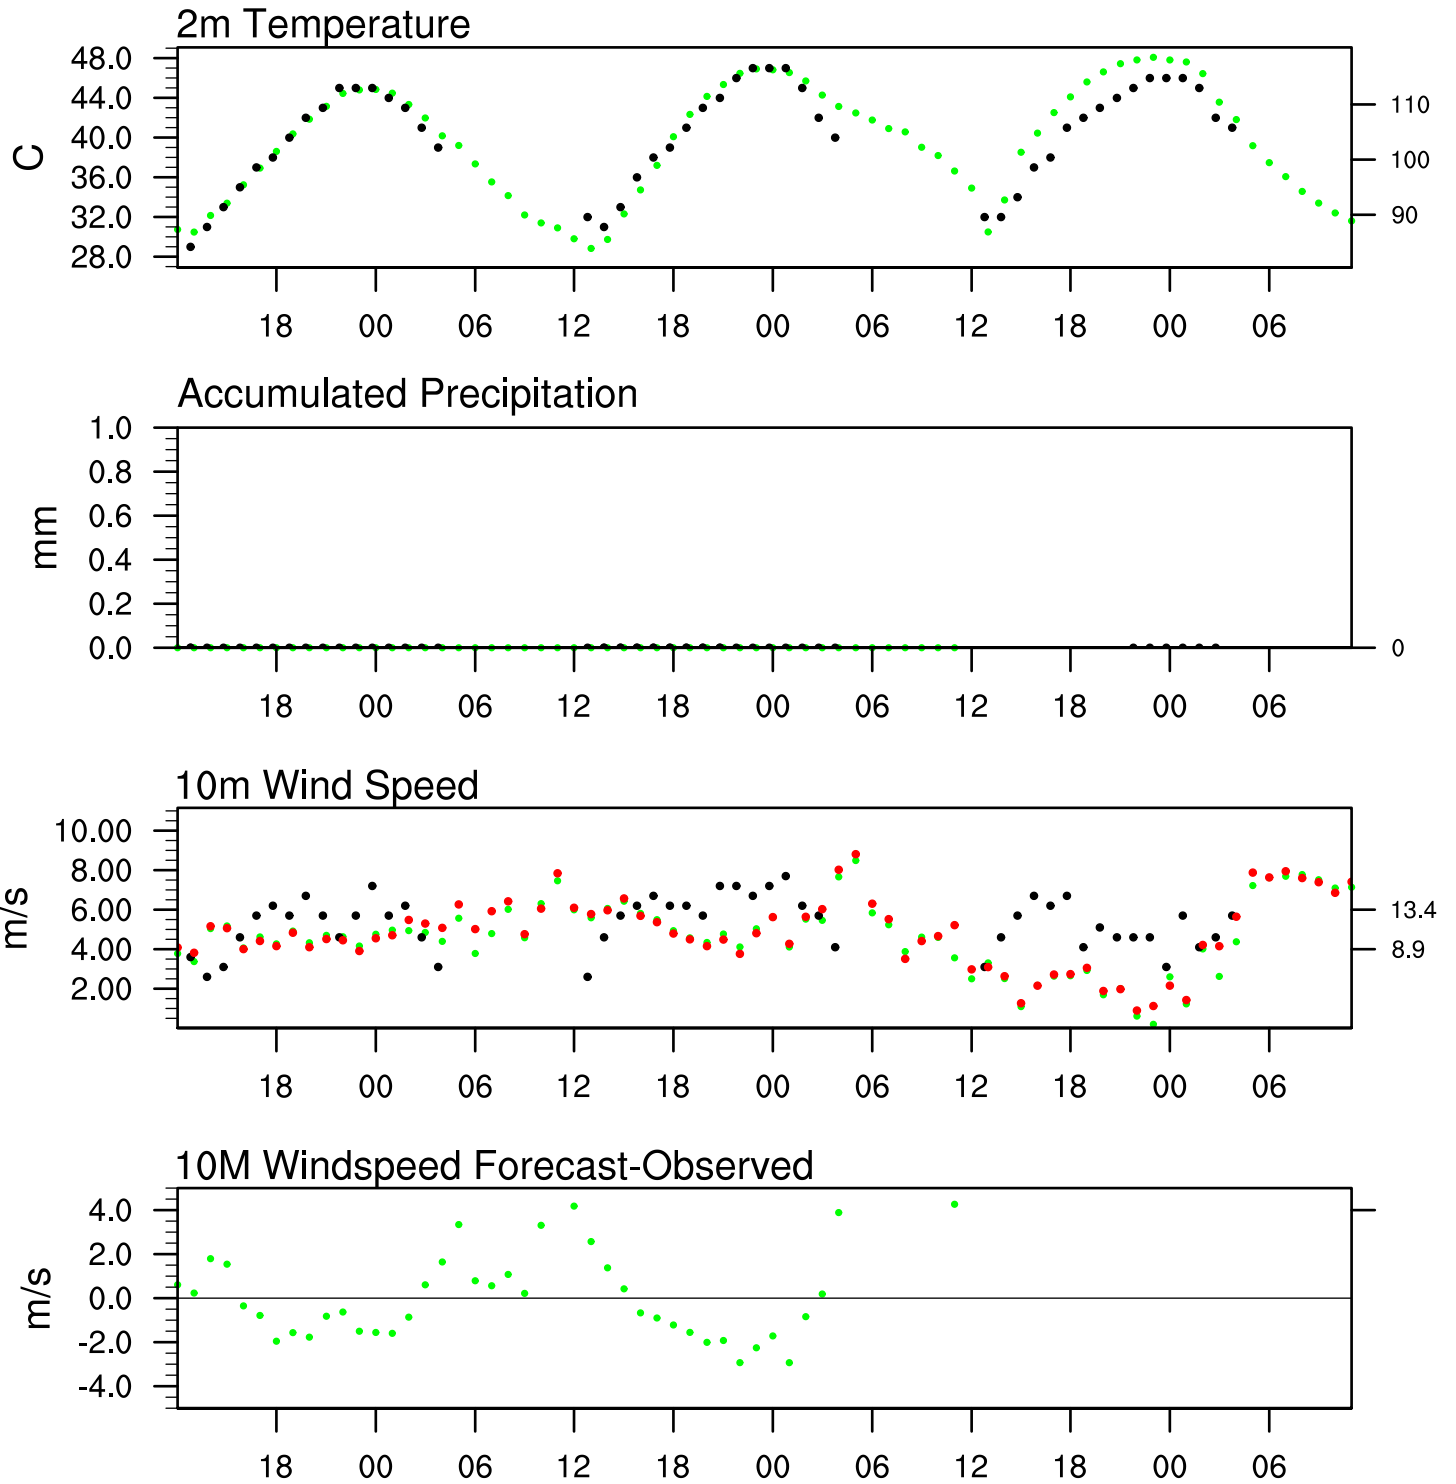 2m Temperature
48.0
44.0
40.0
36.0
32.0
28.0
C
110
100
90
18 00 06 12 18 00 06 12 18 00 06
Accumulated Precipitation
1.0
0.8
0.6
0.4
0.2
0.0
mm
0
18 00 06 12 18 00 06 12 18 00 06
10m Wind Speed
10.00
8.00
6.00
4.00
2.00
m/s
13.4
8.9
18 00 06 12 18 00 06 12 18 00 06
10M Windspeed Forecast-Observed
4.0
2.0
0.0
-2.0
-4.0
m/s
18 00 06 12 18 00 06 12 18 00 06